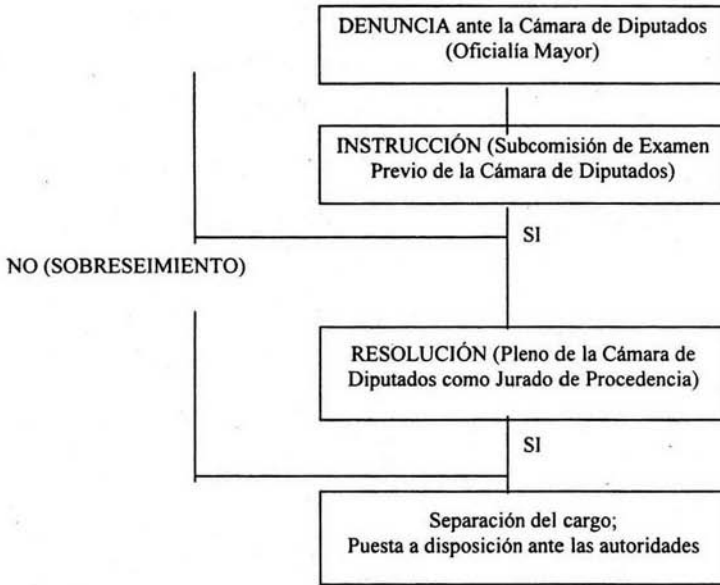 DENUNCIA ante la Cámara de Diputados
(Oficialía Mayor)
INSTRUCCIÓN (Subcomisión de Examen
Previo de la Cámara de Diputados)
SI
NO (SOBRESEIMIENTO)
RESOLUCIÓN (Pleno de la Cámara de
Diputados como Jurado de Procedencia)
SI
Separación del cargo;
Puesta a disposición ante las autoridades